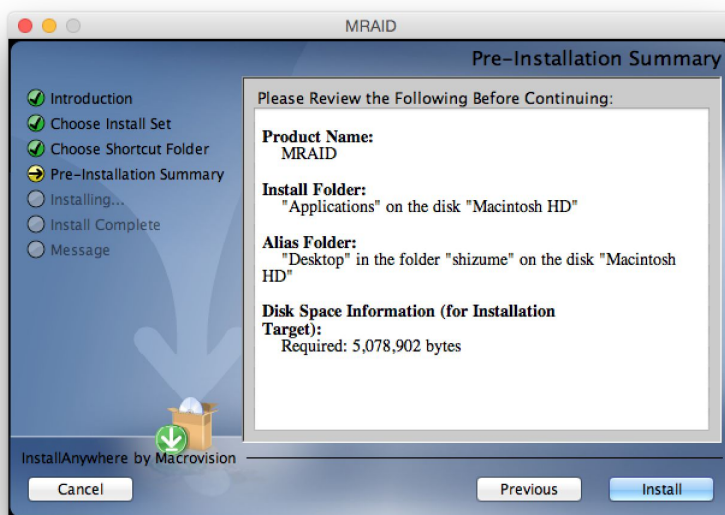 MRAID
Pre-Installation Summary
Introduction
Choose Install Set
Choose Shortcut Folder
Pre-Installation Summary
Installing...
Install Complete
Message
Please Review the Following Before Continuing:
Product Name:
MRAID
Install Folder:
"Applications" on the disk "Macintosh HD"
Alias Folder:
"Desktop" in the folder "shizume" on the disk "Macintosh
HD"
Disk Space Information (for Installation
Target):
Required: 5,078,902 bytes
InstallAnywhere by Macrovision
Cancel
Previous
Install